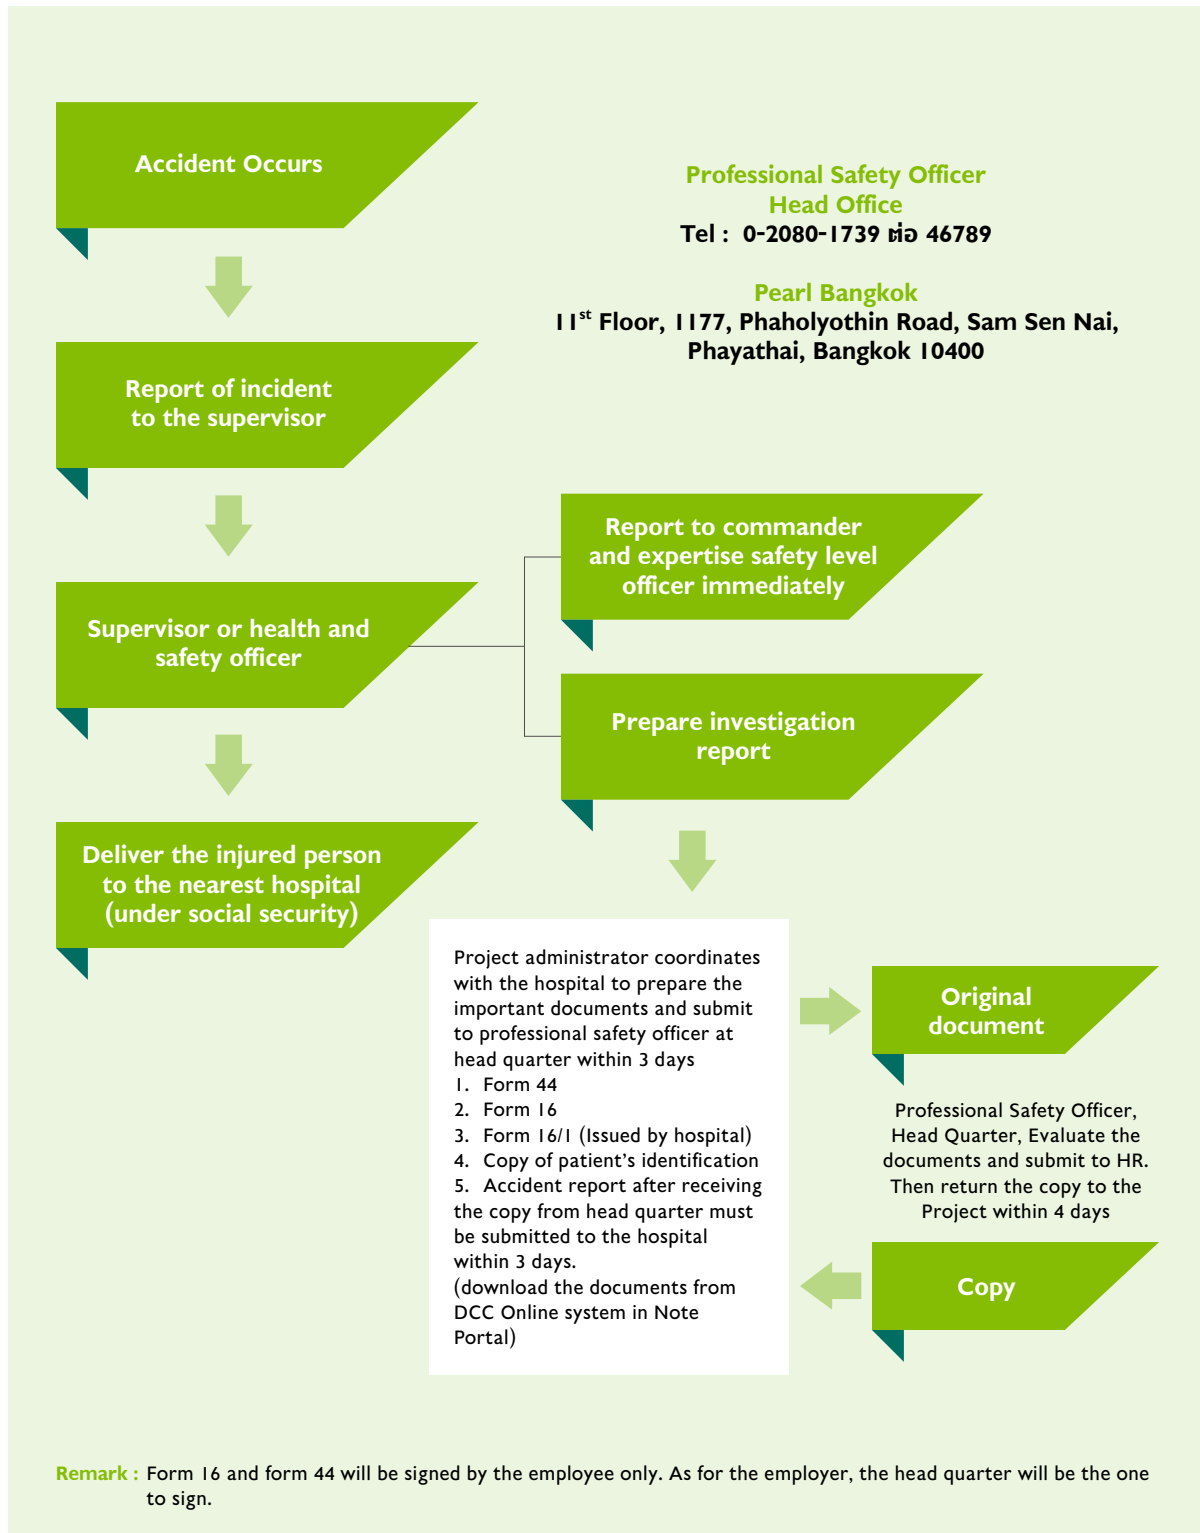 Accident Occurs
Professional Safety Officer
Head Office
Tel : 0-2080-1739 ต่อ 46789
Pearl Bangkok
11st Floor, 1177, Phaholyothin Road, Sam Sen Nai,
Phayathai, Bangkok 10400
Report of incident
to the supervisor
Supervisor or health and
safety officer
Report to commander
and expertise safety level
officer immediately
Prepare investigation
report
Deliver the injured person
to the nearest hospital
(under social security)
Project administrator coordinates
with the hospital to prepare the
important documents and submit
to professional safety officer at
head quarter within 3 days
1. Form 44
2. Form 16
3. Form 16/1 (Issued by hospital)
4. Copy of patient's identification
5. Accident report after receiving
the copy from head quarter must
be submitted to the hospital
within 3 days.
(download the documents from
DCC Online system in Note
Portal)
Original
document
Professional Safety Officer,
Head Quarter, Evaluate the
documents and submit to HR.
Then return the copy to the
Project within 4 days
Copy
Remark : Form 16 and form 44 will be signed by the employee only. As for the employer, the head quarter will be the one
to sign.